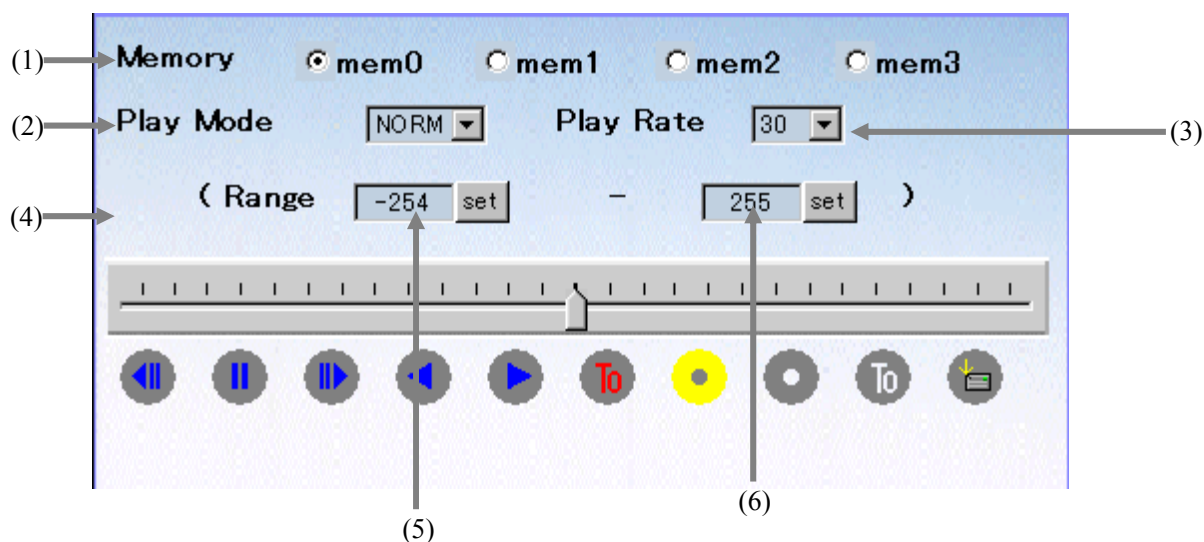 (1) Memory mem0 mem1 mem2 mem3
(2) Play Mode NORM Play Rate 30 (3)
(4) ( Range -254 set - 255 set )
To To
(5) (6)